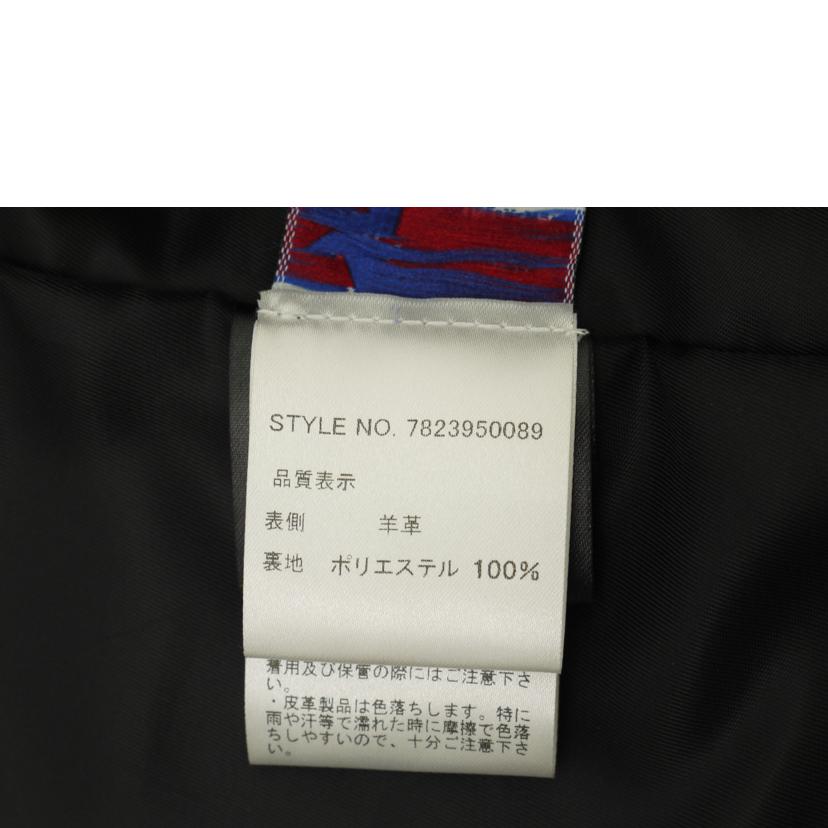 STYLE NO. 7823950089
品質表示
表側 羊革
裏地 ポリエステル 100%
着用及び保管の際にはご注意下さ
い。
・皮革製品は色落ちします。特に
雨や汗等で濡れた時に摩擦で色落
ちしやすいので、十分ご注意下さ
い。